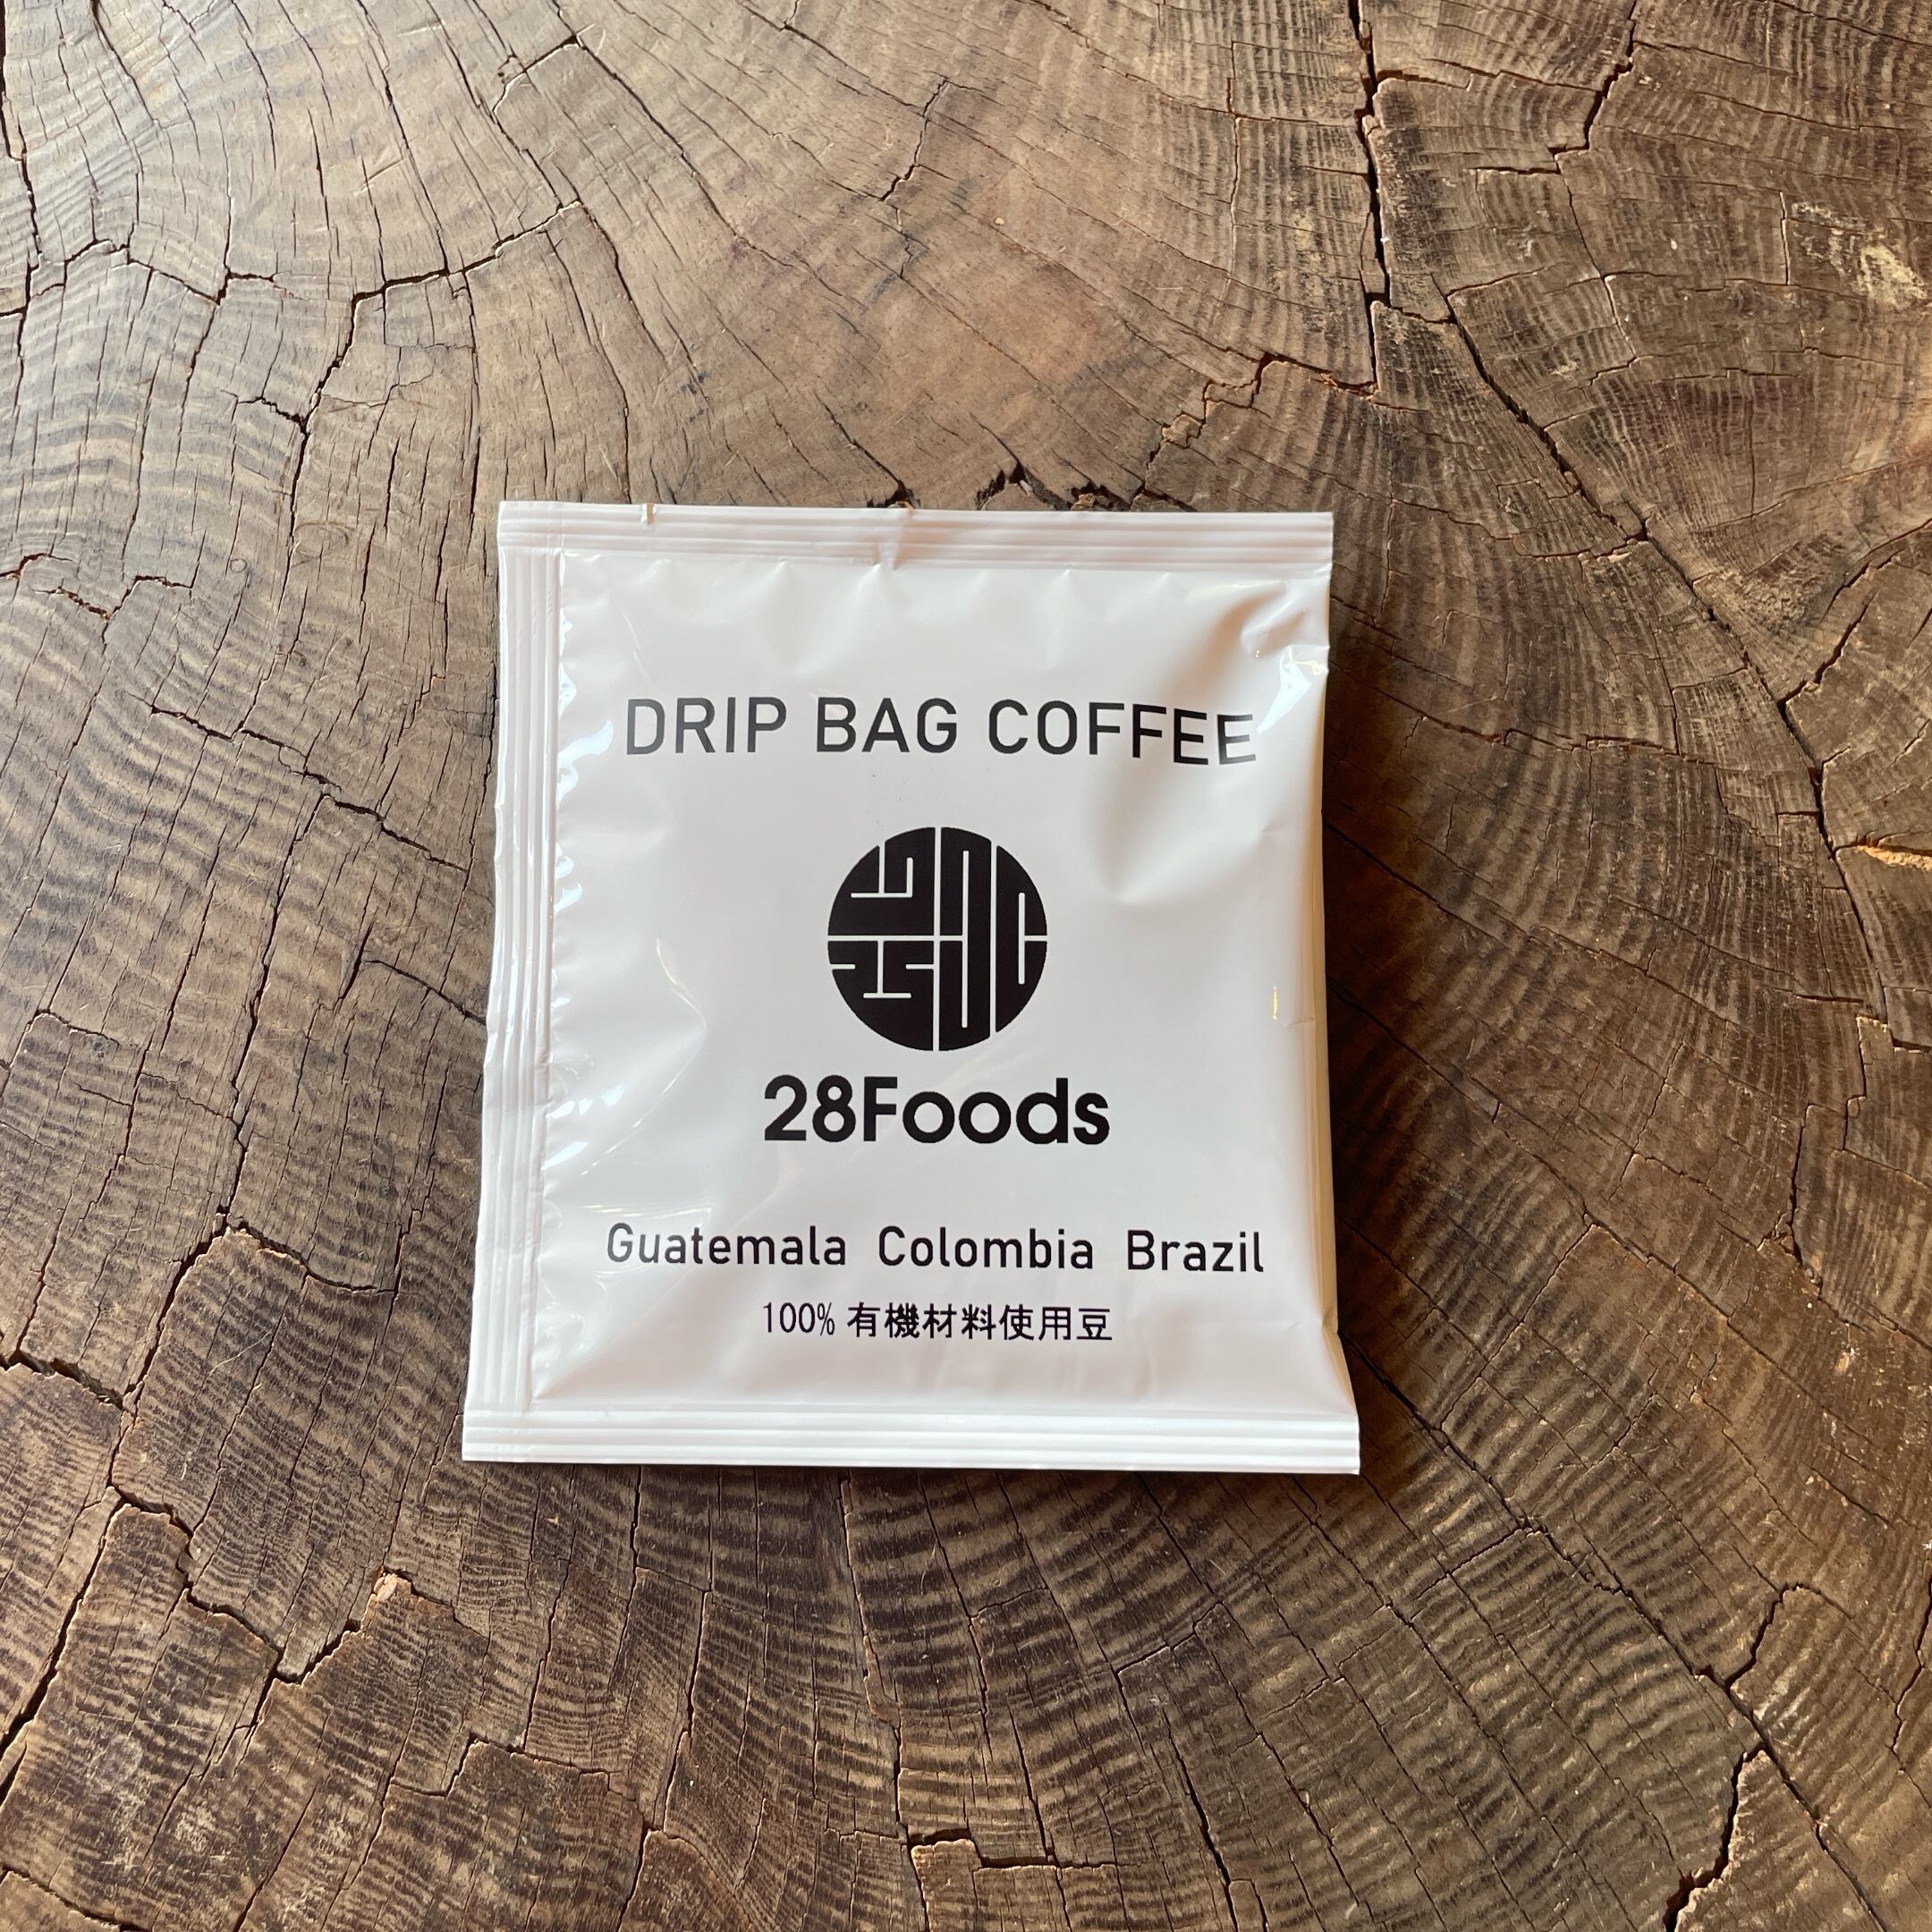 DRIP BAG COFFEE
28Foods
Guatemala Colombia Brazil
100% 有機材料使用豆